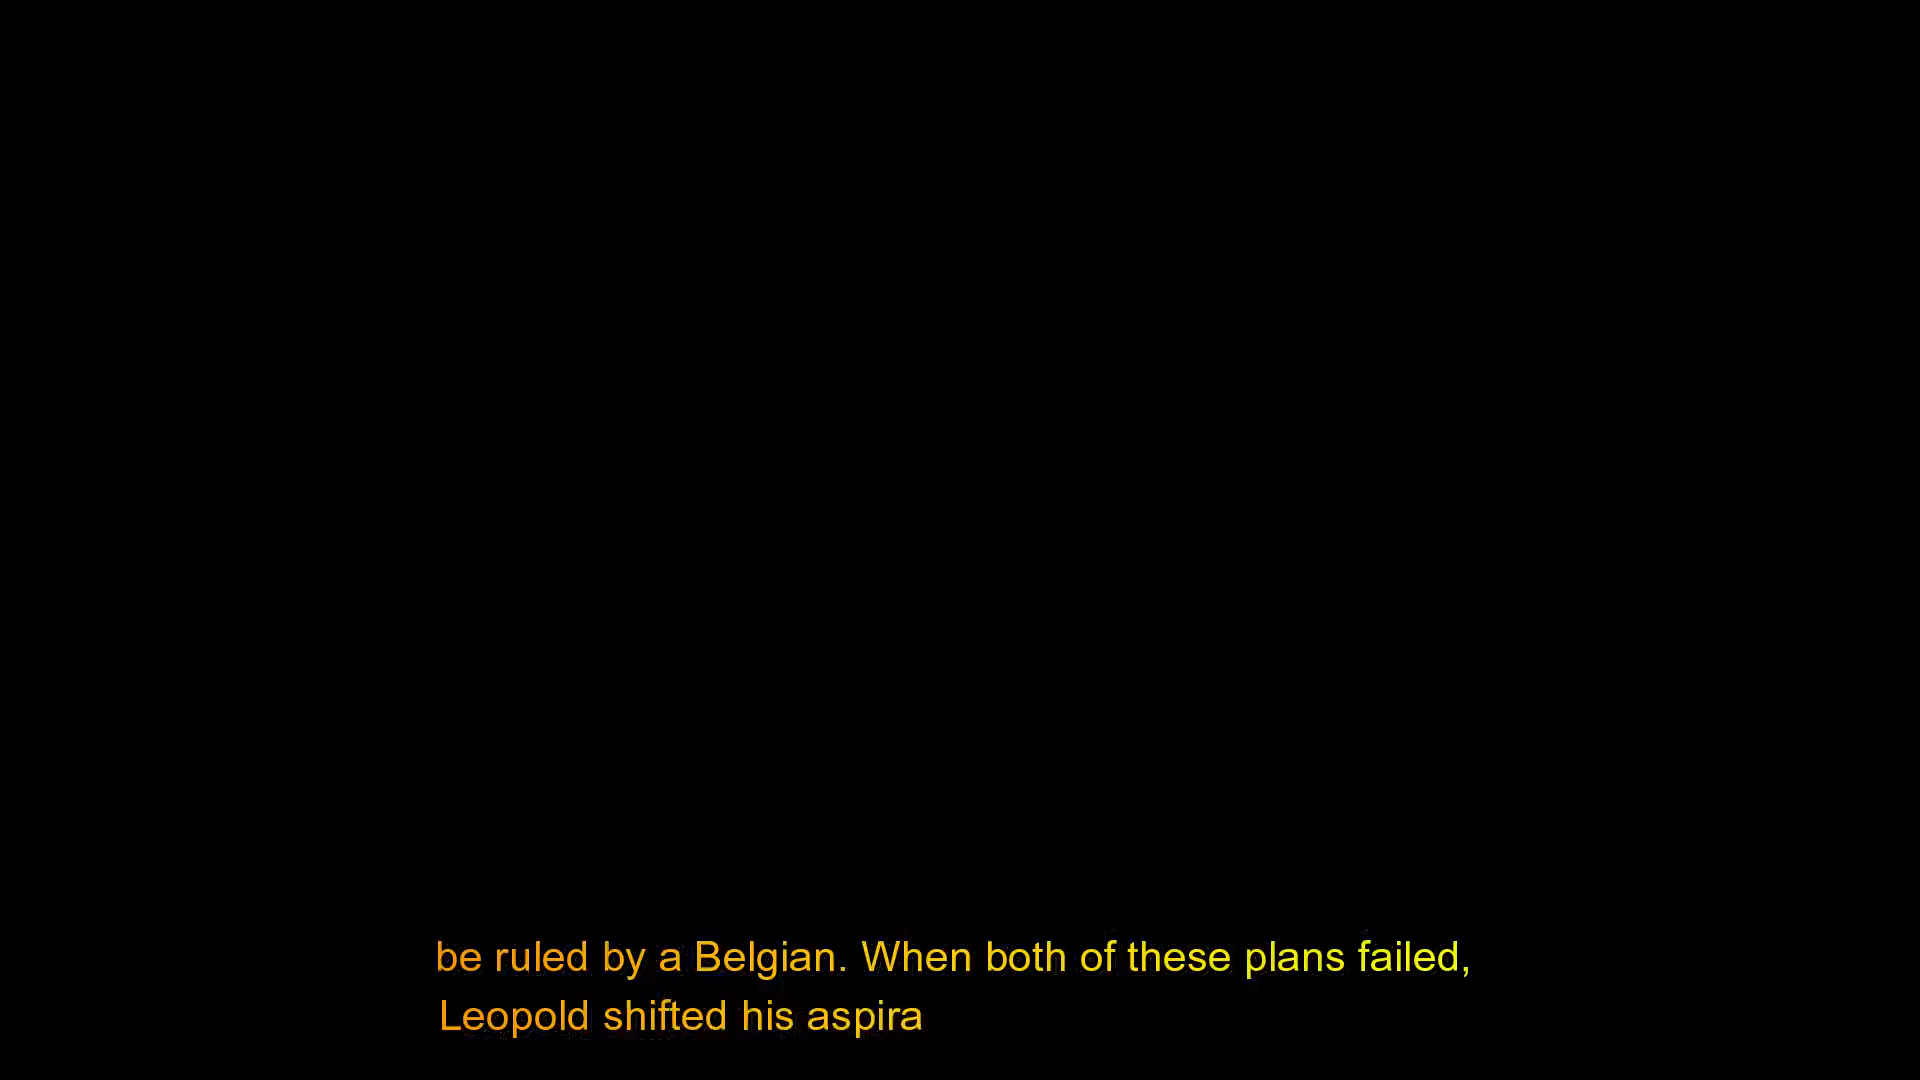 be ruled by a Belgian. When both of these plans failed,
Leopold shifted his aspira